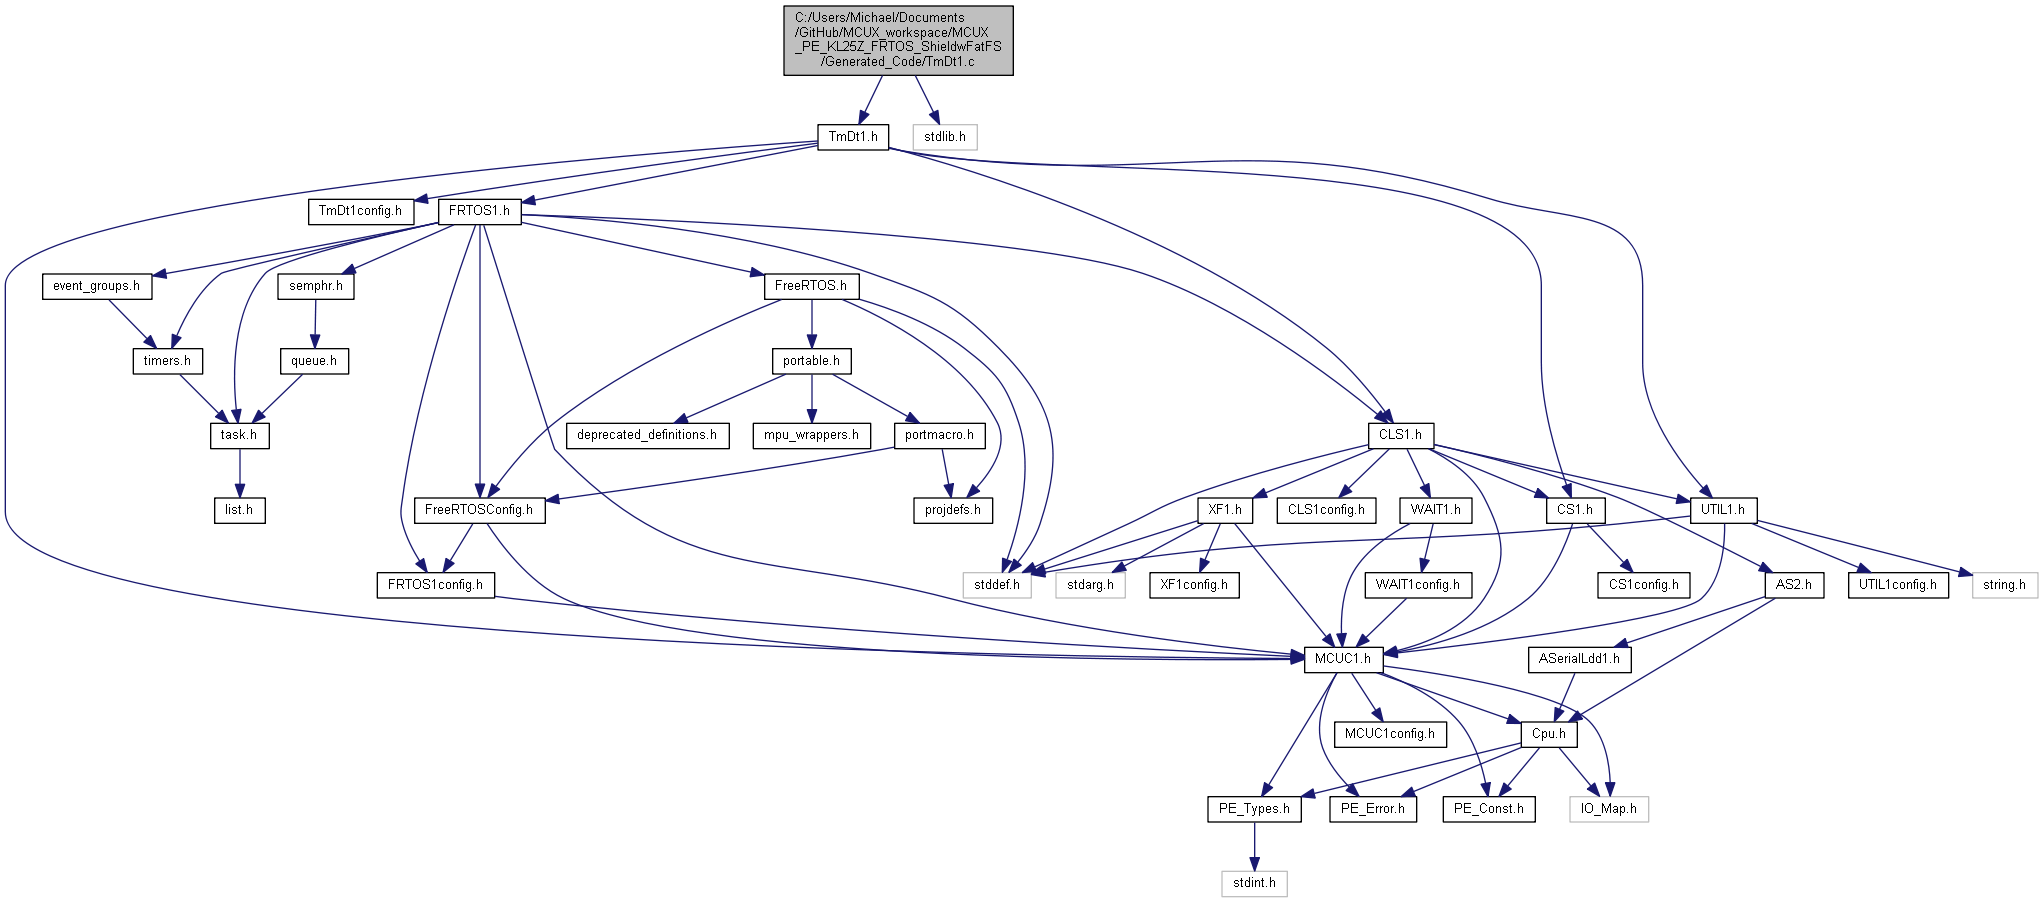 C:/Users/Michael/Documents
/GitHub/MCUX_workspace/MCUX
_PE_KL25Z_FRTOS_ShieldwFatFS
/Generated_Code/TmDt1.c
TmDt1.h
stdlib.h
TmDt1config.h
FRTOS1.h
event_groups.h
semphr.h
FreeRTOS.h
timers.h
queue.h
portable.h
task.h
deprecated_definitions.h
mpu_wrappers.h
portmacro.h
CLS1.h
list.h
FreeRTOSConfig.h
projdefs.h
XF1.h
CLS1config.h
WAIT1.h
CS1.h
UTIL1.h
FRTOS1config.h
stddef.h
stdarg.h
XF1config.h
WAIT1config.h
CS1config.h
AS2.h
UTIL1config.h
string.h
MCUC1.h
ASerialLdd1.h
MCUC1config.h
Cpu.h
PE_Types.h
PE_Error.h
PE_Const.h
IO_Map.h
stdint.h